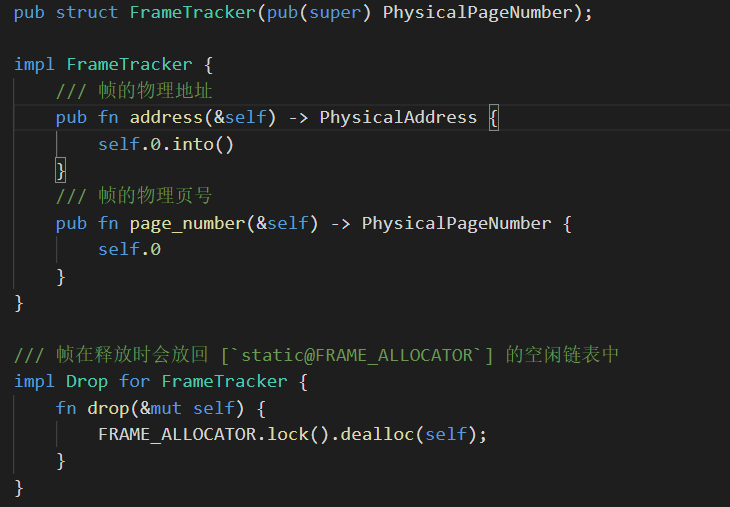 pub struct FrameTracker(pub(super) PhysicalPageNumber);
impl FrameTracker {
/// 帧的物理地址
pub fn address(&self) -> PhysicalAddress {
self.0.into()
}
/// 帧的物理页号
pub fn page_number(&self) -> PhysicalPageNumber {
self.0
}
}
/// 帧在释放时会放回 [`static@FRAME_ALLOCATOR`] 的空闲链表中
impl Drop for FrameTracker {
fn drop(&mut self) {
FRAME_ALLOCATOR.lock().dealloc(self);
}
}